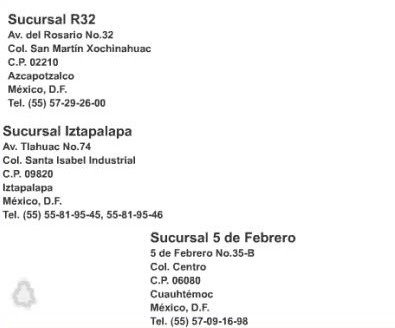 Sucursal R32
Av. del Rosario No.32
Col. San Martín Xochinahuac
C.P. 02210
Azcapotzalco
México, D.F.
Tel. (55) 57-29-26-00
Sucursal Iztapalapa
Av. Tlahuac No.74
Col. Santa Isabel Industrial
C.P. 09820
Iztapalapa
México, D.F.
Tel. (55) 55-81-95-45, 55-81-95-46
Sucursal 5 de Febrero
5 de Febrero No.35-B
Col. Centro
C.P. 06080
Cuauhtémoc
México, D.F.
Tel. (55) 57-09-16-98